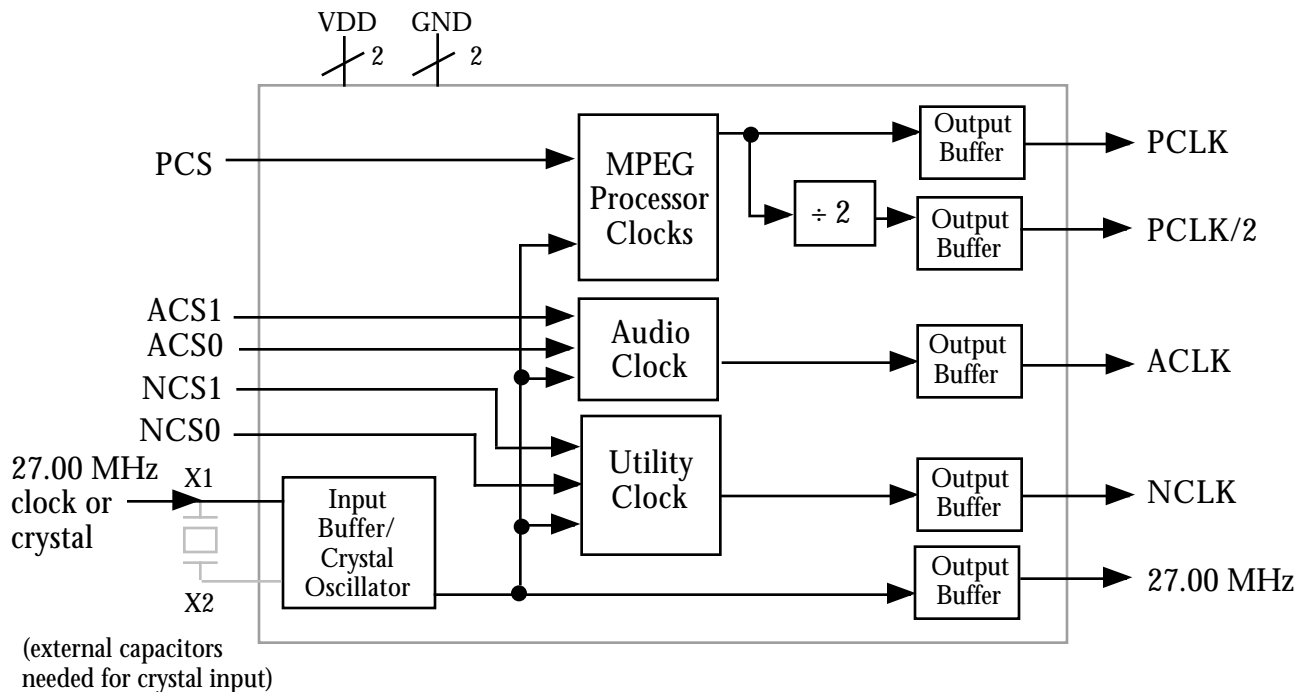 VDD GND
2 2
PCS
MPEG
Processor
Clocks
Output
Buffer
PCLK
÷ 2
Output
Buffer
PCLK/2
ACS1
ACS0
Audio
Clock
Output
Buffer
ACLK
NCS1
NCS0
Utility
Clock
Output
Buffer
NCLK
27.00 MHz
clock or
crystal
X1
X2
Input
Buffer/
Crystal
Oscillator
Output
Buffer
27.00 MHz
(external capacitors
needed for crystal input)